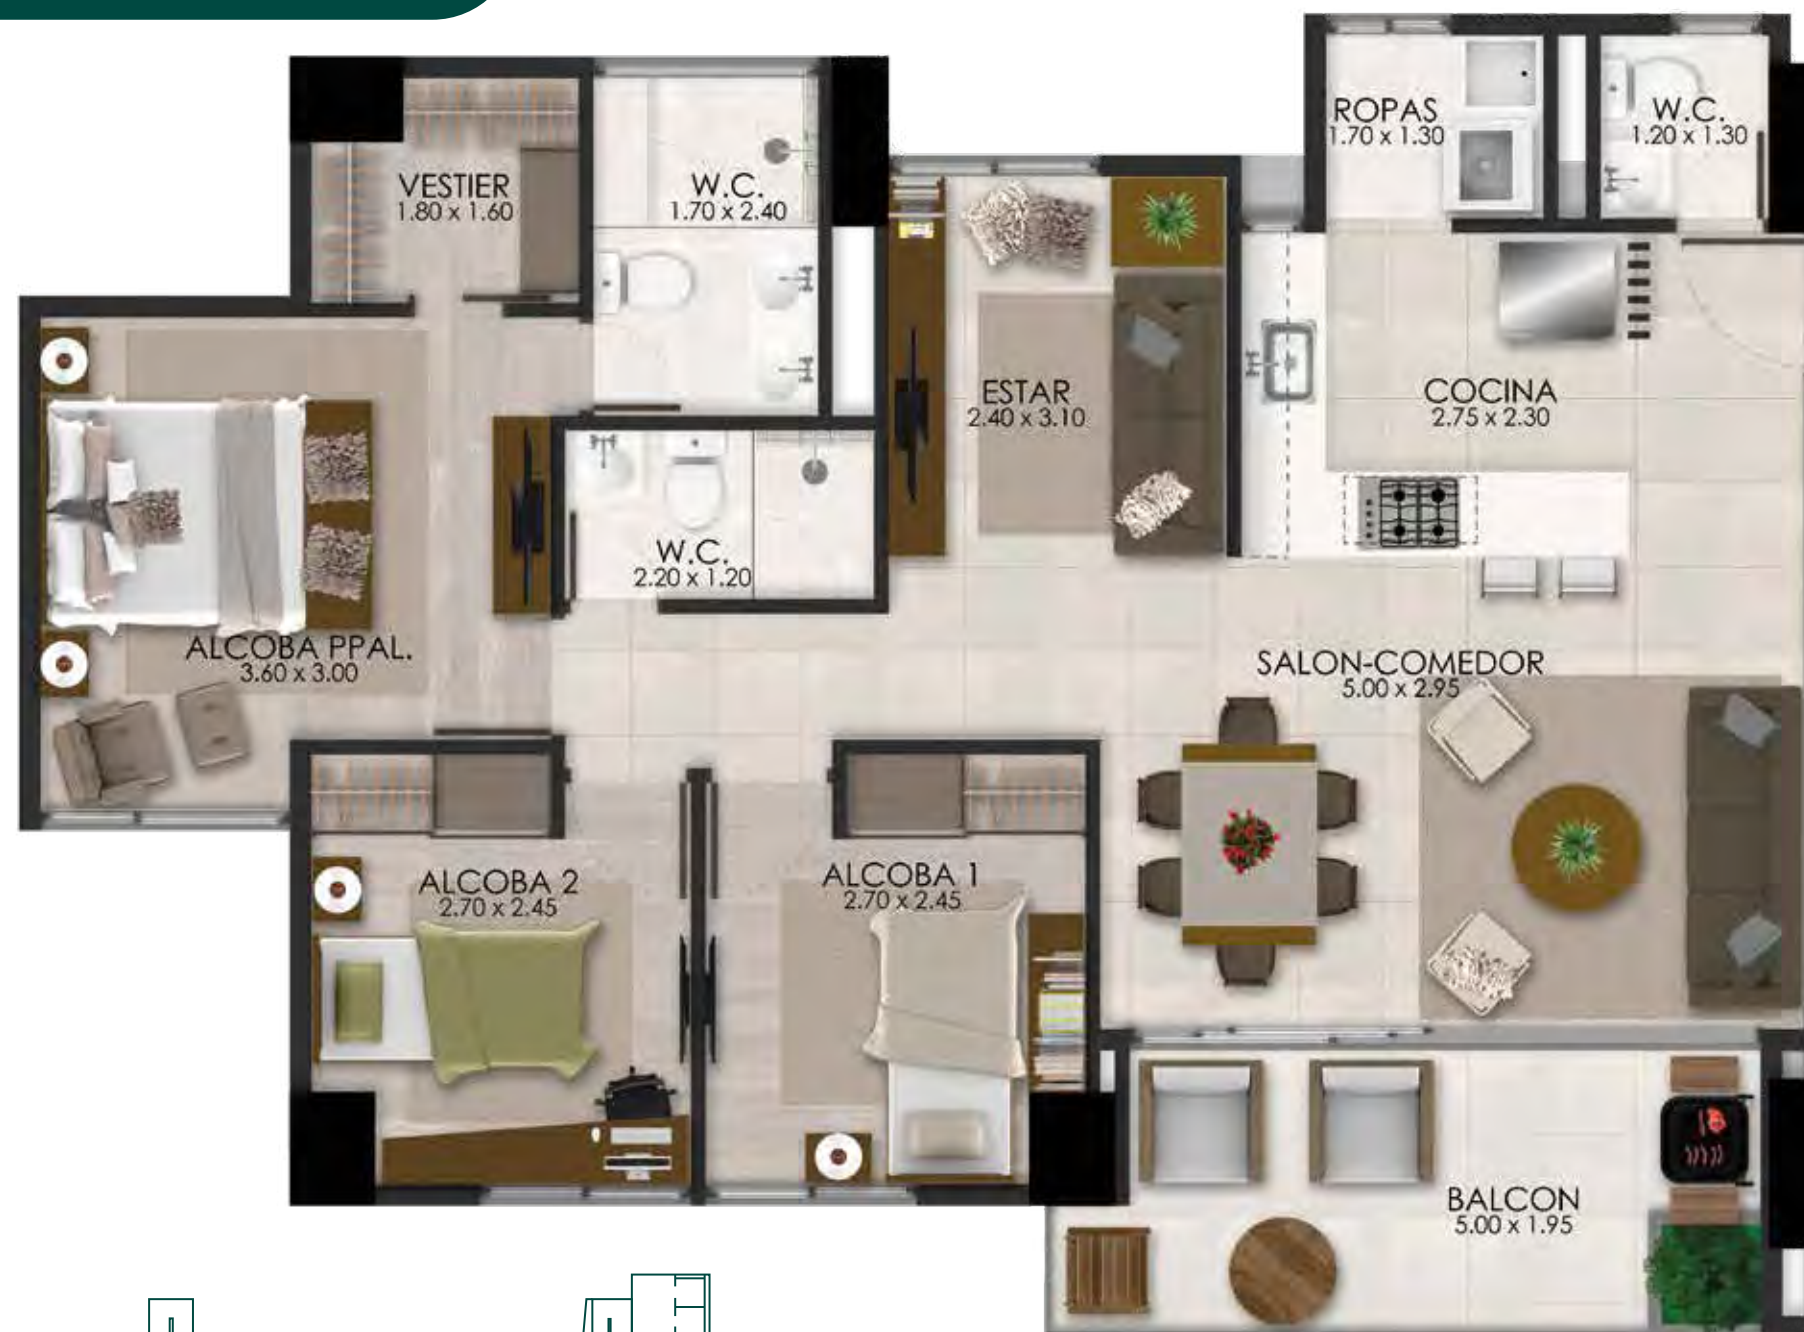 ROPAS
1.70 x 1.30
W.C.
1.20 x 1.30
VESTIER
1.80 x 1.60
W.C.
1.70 x 2.40
ESTAR
2.40 x 3.10
COCINA
2.75 x 2.30
W.C.
2.20 x 1.20
ALCOBA PPAL.
3.60 x 3.00
SALON-COMEDOR
5.00 x 2.95
ALCOBA 2
2.70 x 2.45
ALCOBA 1
2.70 x 2.45
BALCON
5.00 x 1.95